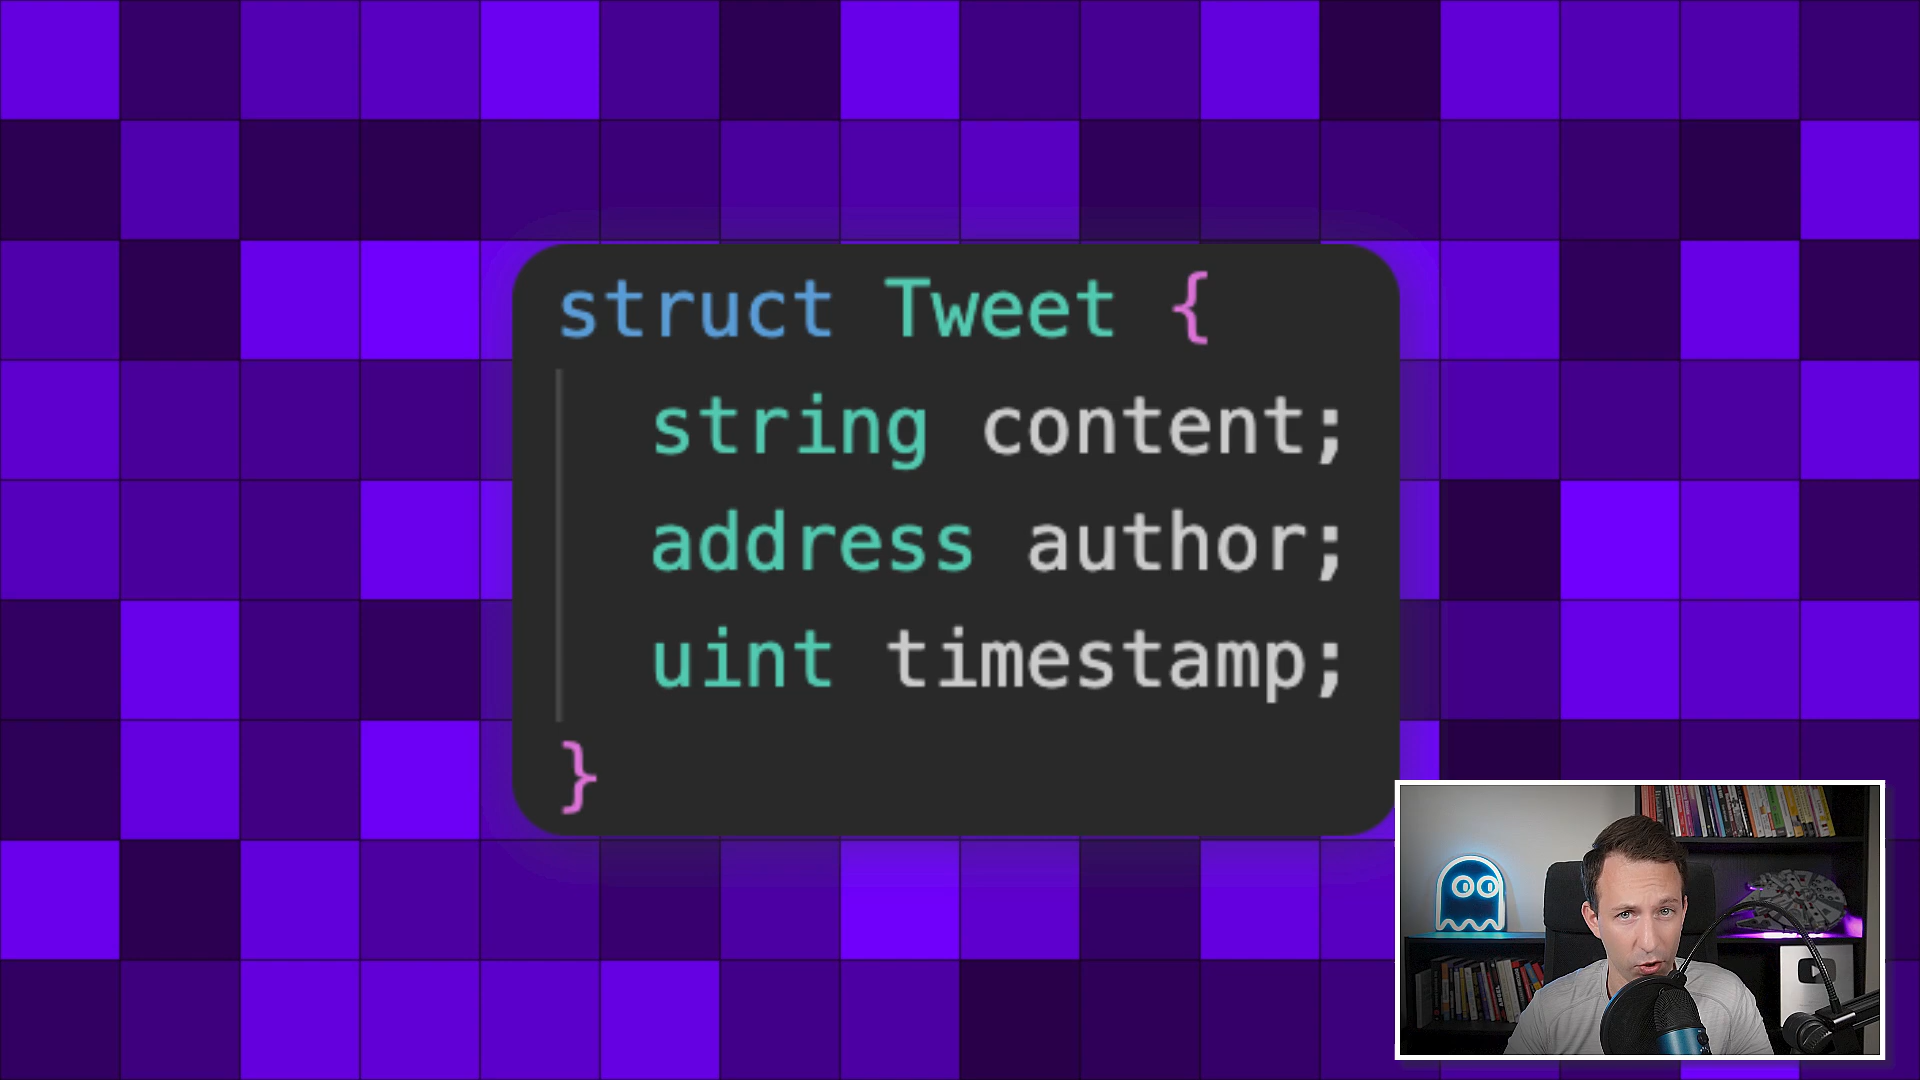 struct Tweet {
string content;
address author;
uint timestamp;
}